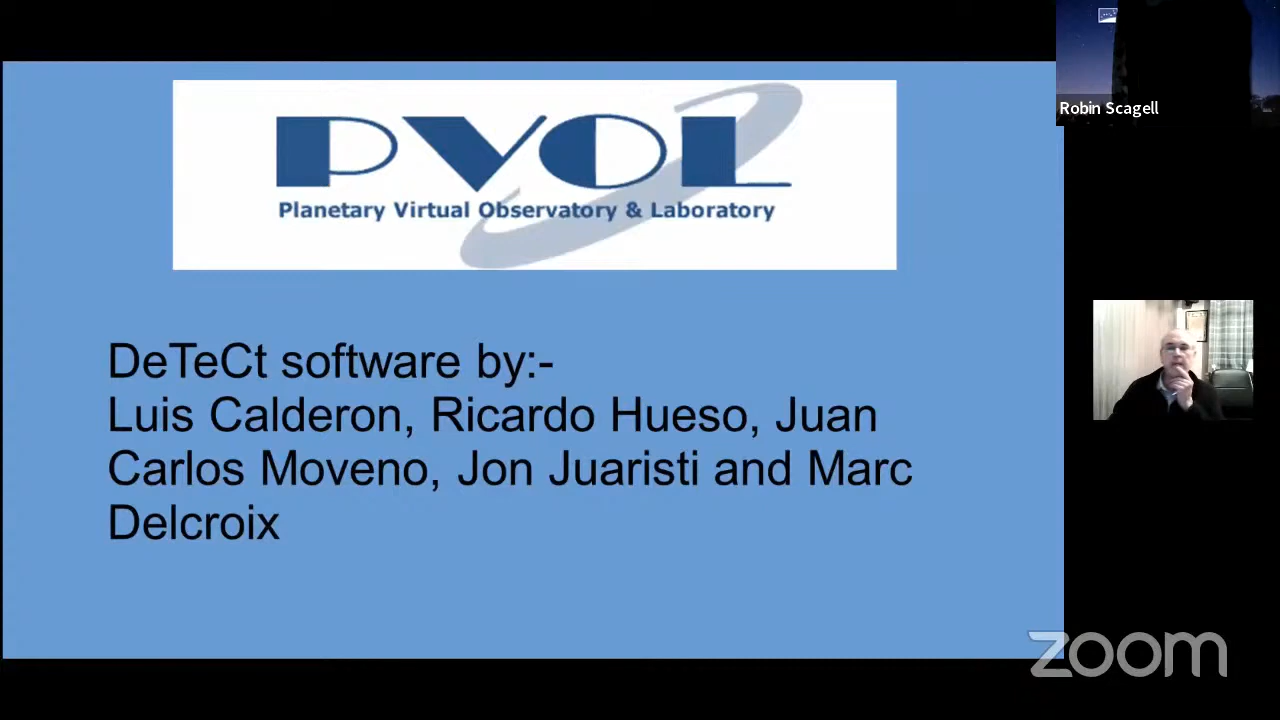 PVOL
Planetary Virtual Observatory & Laboratory
DeTeCt software by:-
Luis Calderon, Ricardo Hueso, Juan
Carlos Moveno, Jon Juaristi and Marc
Delcroix
Robin Scagell
zoom